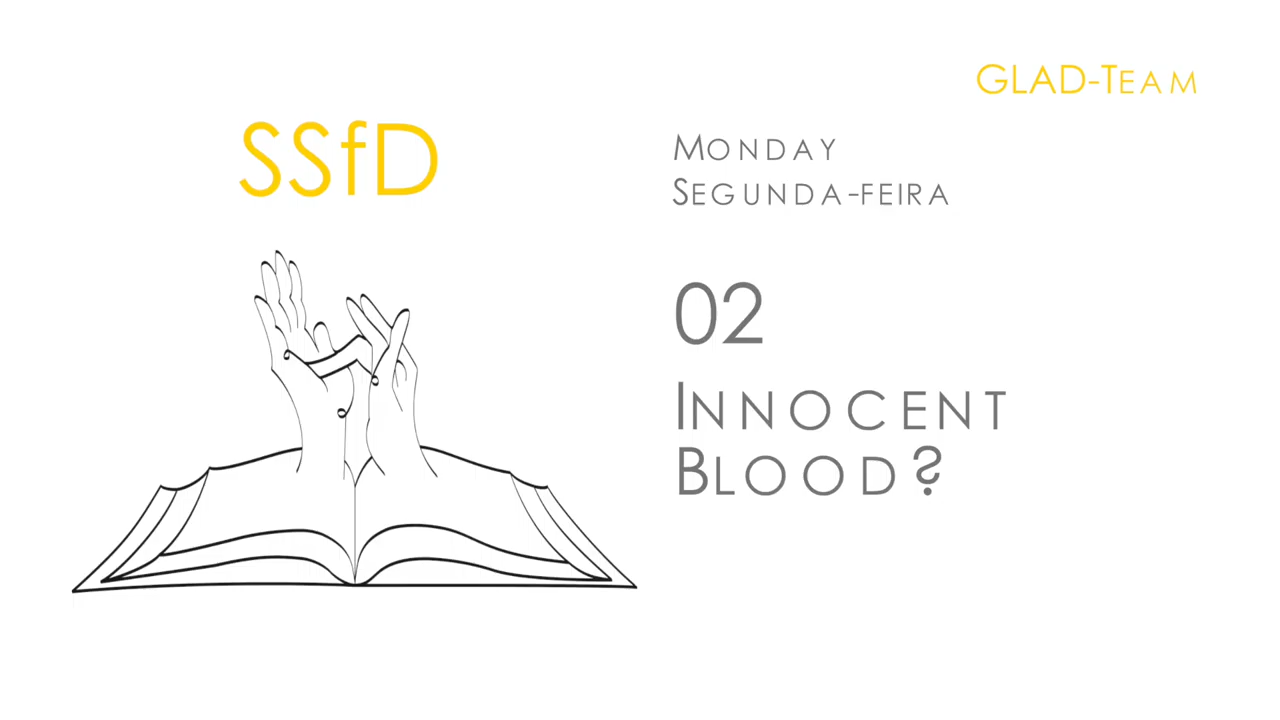 GLAD-TEAM
SSfD
MONDAY
SEGUNDA-FEIRA
02
INNOCENT
BLOOD?